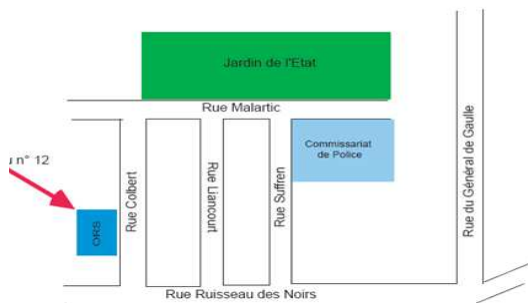 Jardin de l'Etat
Rue Malartic
Commissariat
de Police
n° 12
Rue Colbert
Rue Liancourt
Rue Suffren
Rue du Général de Gaulle
ORS
Rue Ruisseau des Noirs